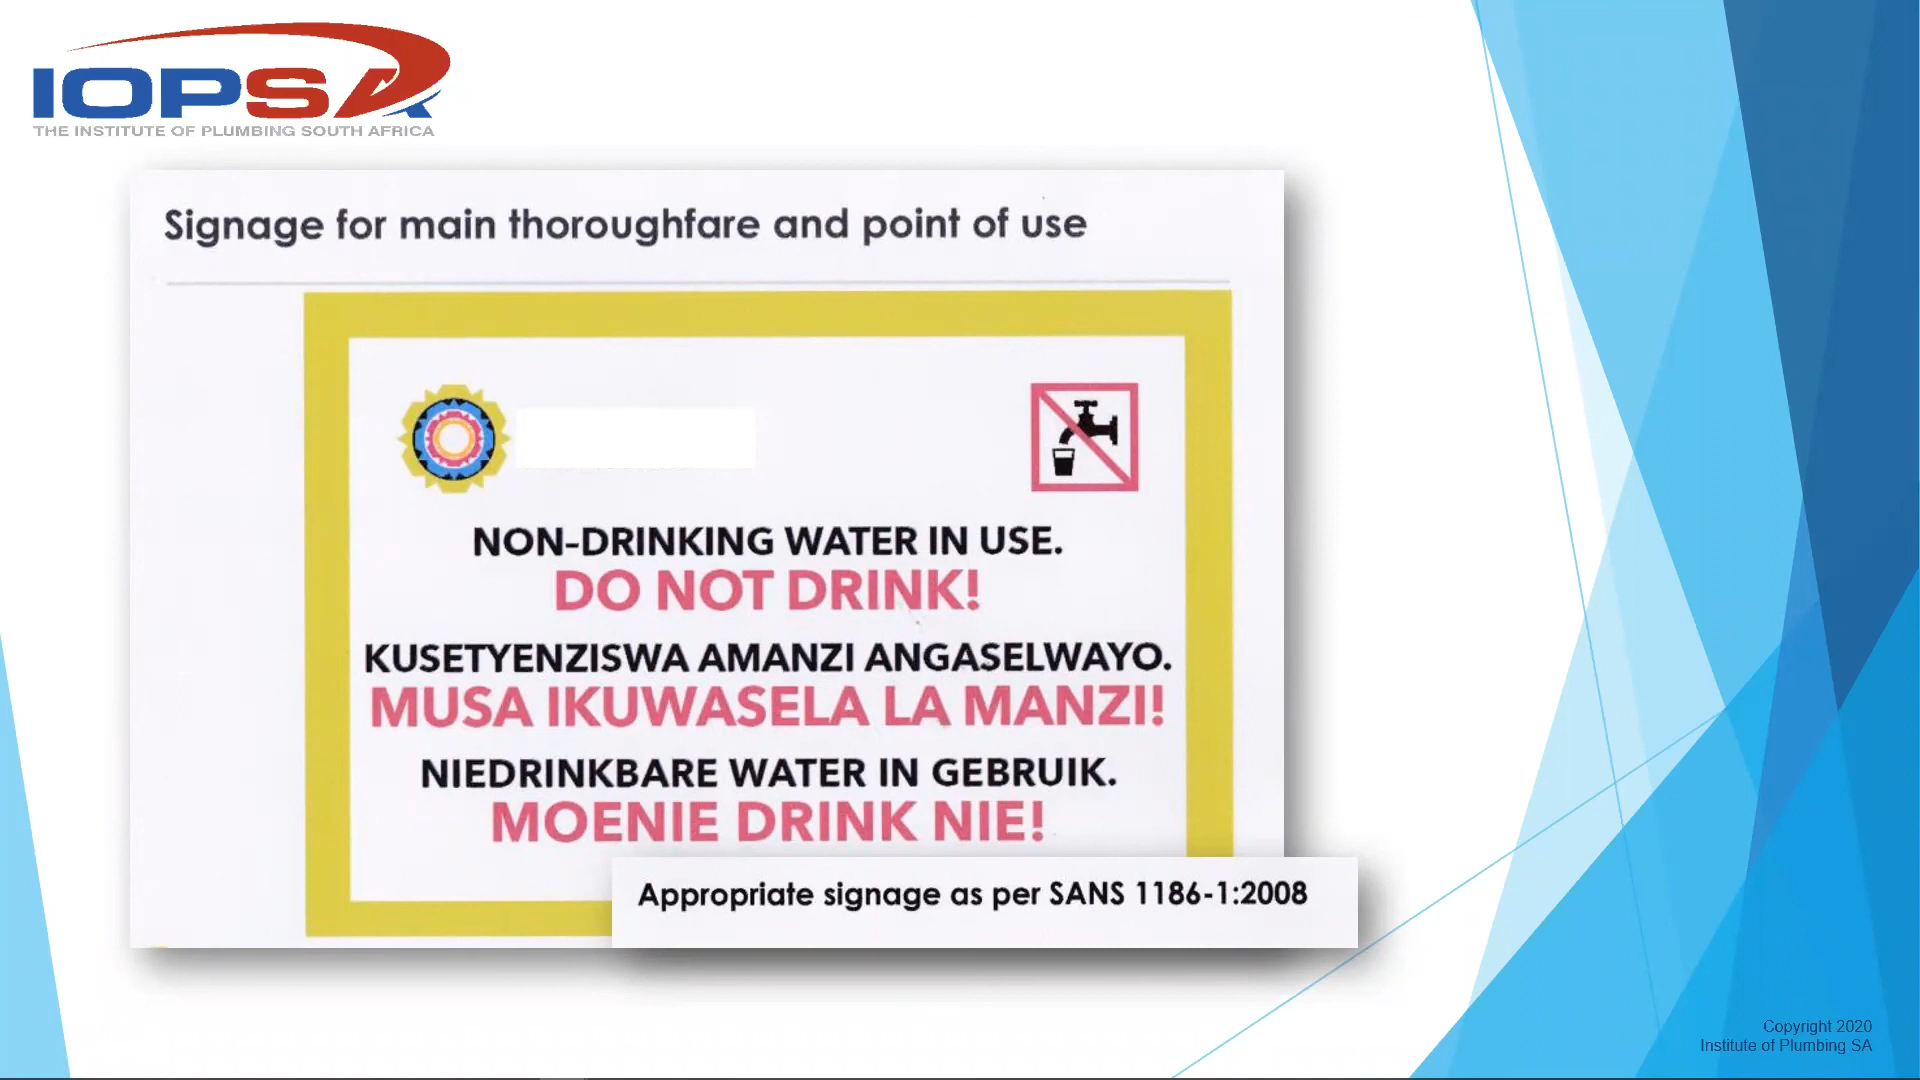 IOPSA
THE INSTITUTE OF PLUMBING SOUTH AFRICA
Signage for main thoroughfare and point of use
NON-DRINKING WATER IN USE.
DO NOT DRINK!
KUSETYENZISWA AMANZI ANGASELWAYO.
MUSA IKUWASELA LA MANZI!
NIEDRINKBARE WATER IN GEBRUIK.
MOENIE DRINK NIE!
Appropriate signage as per SANS 1186-1:2008
Copyright 2020
Institute of Plumbing SA